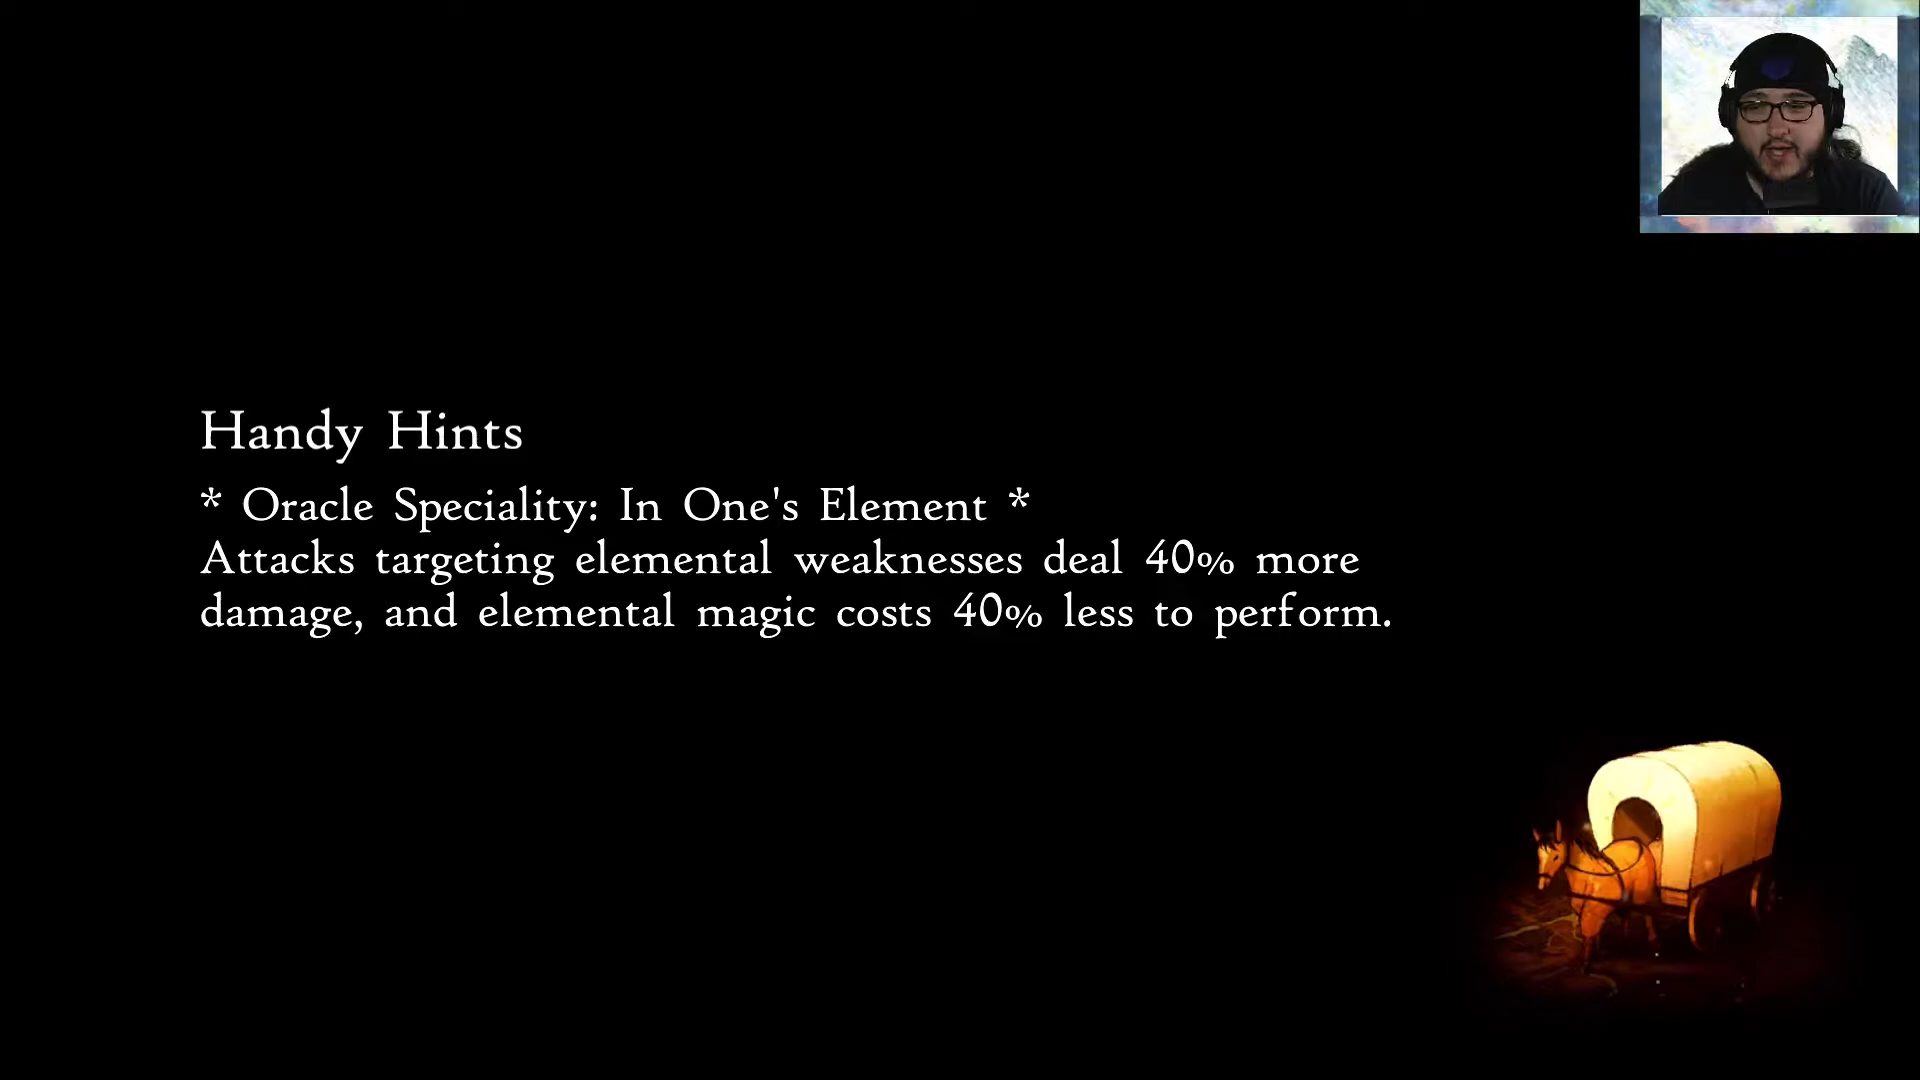 Handy Hints
* Oracle Speciality: In One's Element *
Attacks targeting elemental weaknesses deal 40% more
damage, and elemental magic costs 40% less to perform.